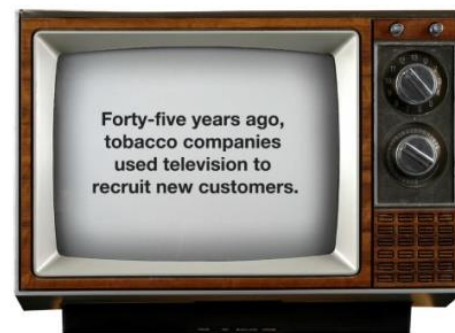 Forty-five years ago,
tobacco companies
used television to
recruit new customers.